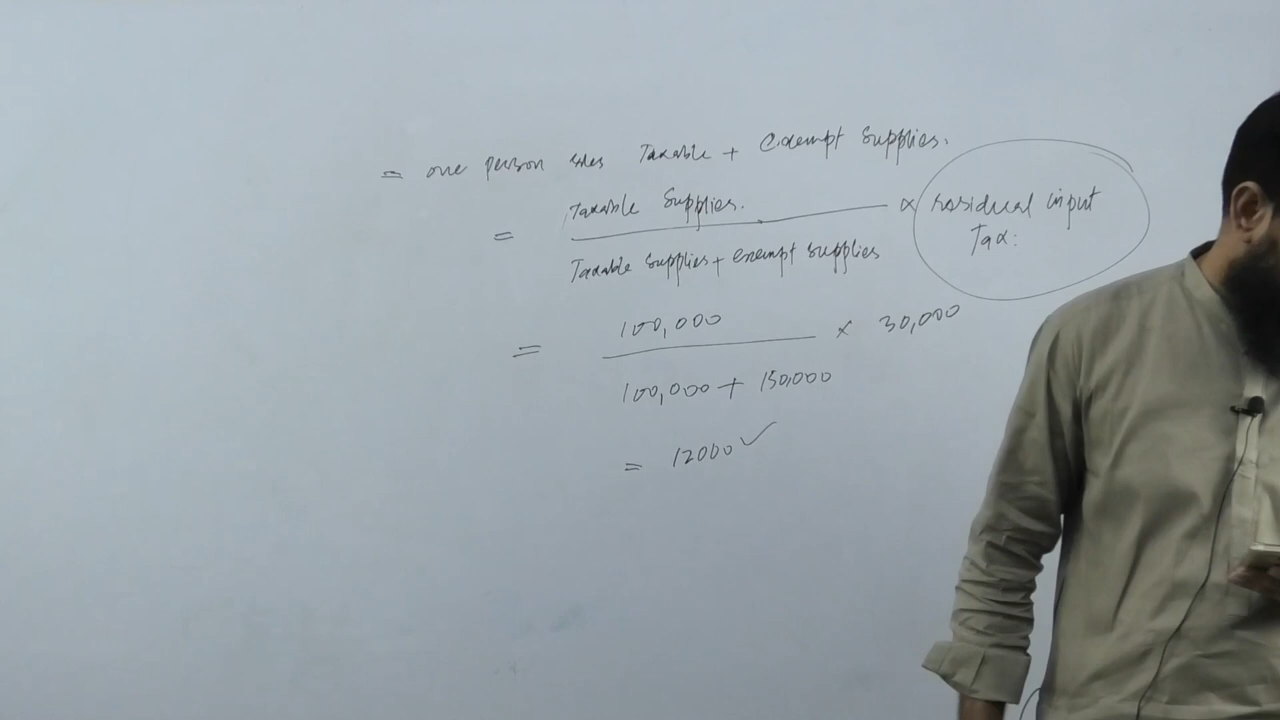 = one person sales Taxable + Exempt Supplies.
= Taxable Supplies. × residual input
Tax:
Taxable Supplies + exempt supplies
= 100,000 × 30,000
100,000 + 150,000
= 12000 ✓